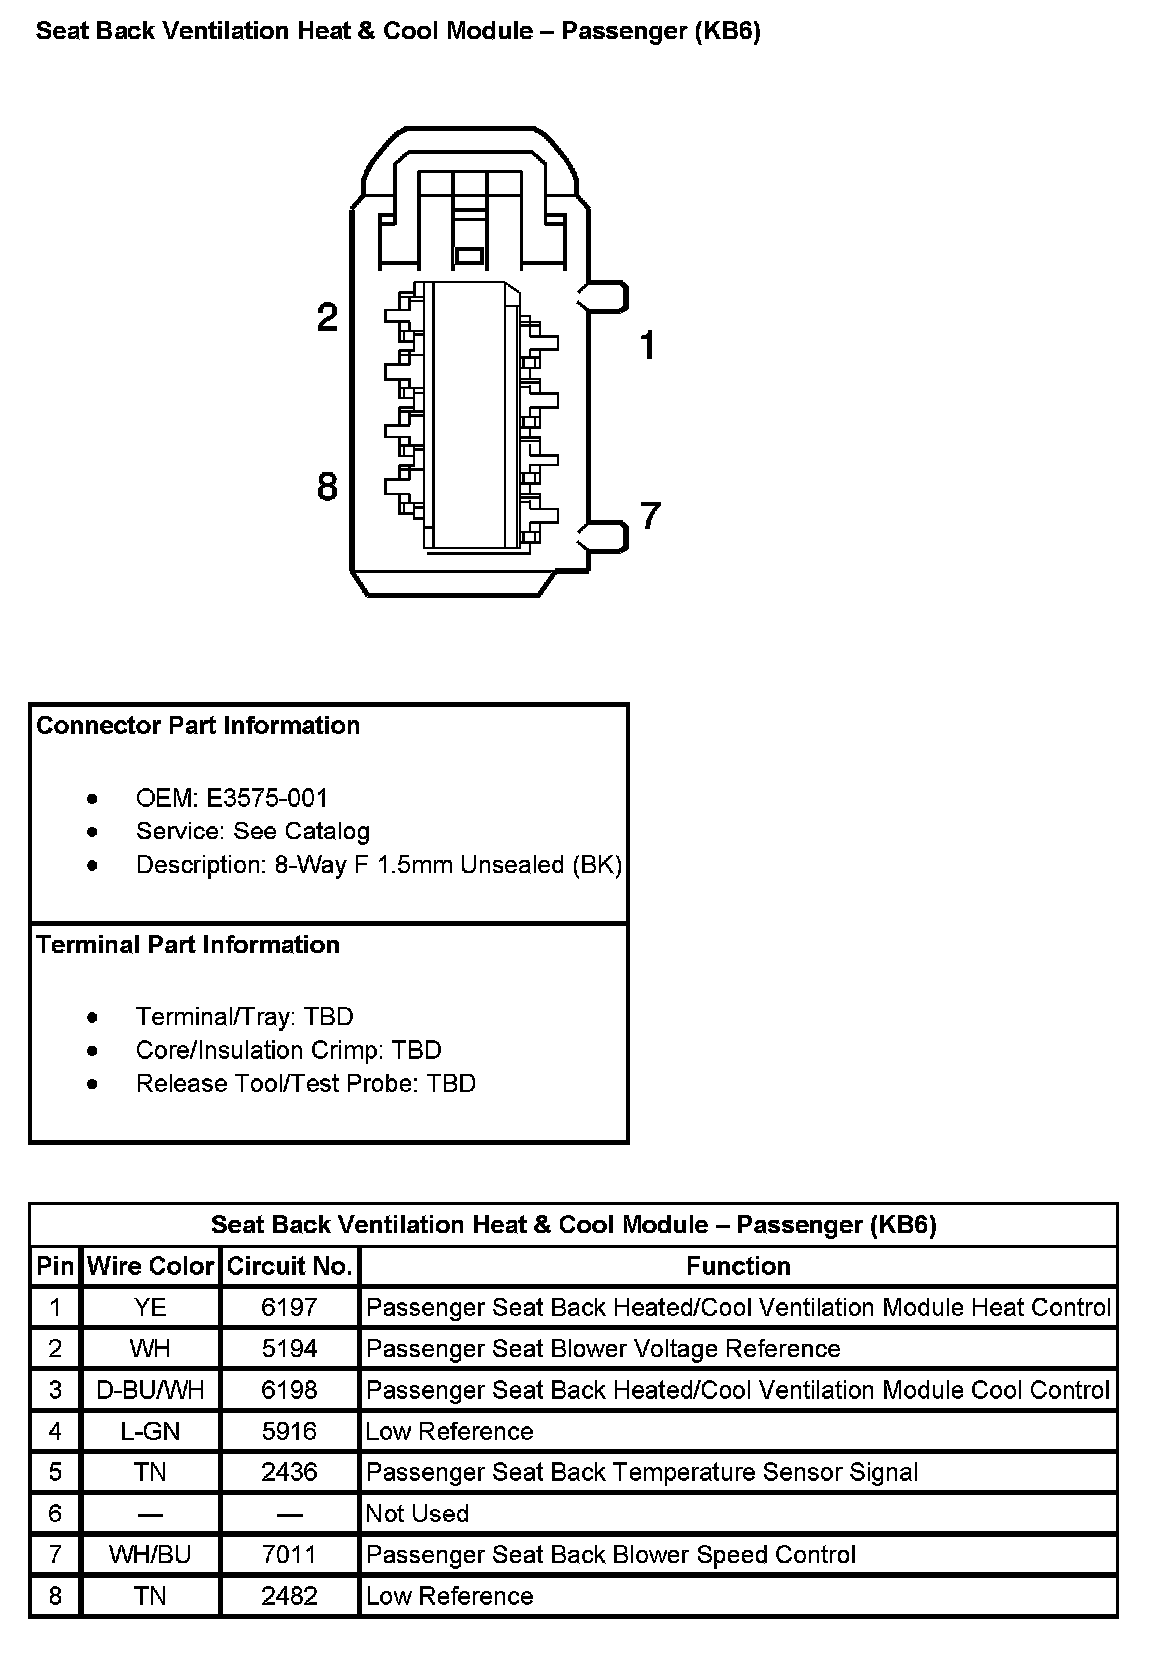 Seat Back Ventilation Heat & Cool Module – Passenger (KB6)
2
1
8
7
Connector Part Information
• OEM: E3575-001
• Service: See Catalog
• Description: 8-Way F 1.5mm Unsealed (BK)
Terminal Part Information
• Terminal/Tray: TBD
• Core/Insulation Crimp: TBD
• Release Tool/Test Probe: TBD
Seat Back Ventilation Heat & Cool Module – Passenger (KB6)
Pin Wire Color Circuit No. Function
1 YE 6197 Passenger Seat Back Heated/Cool Ventilation Module Heat Control
2 WH 5194 Passenger Seat Blower Voltage Reference
3 D-BU/WH 6198 Passenger Seat Back Heated/Cool Ventilation Module Cool Control
4 L-GN 5916 Low Reference
5 TN 2436 Passenger Seat Back Temperature Sensor Signal
6 — — Not Used
7 WH/BU 7011 Passenger Seat Back Blower Speed Control
8 TN 2482 Low Reference